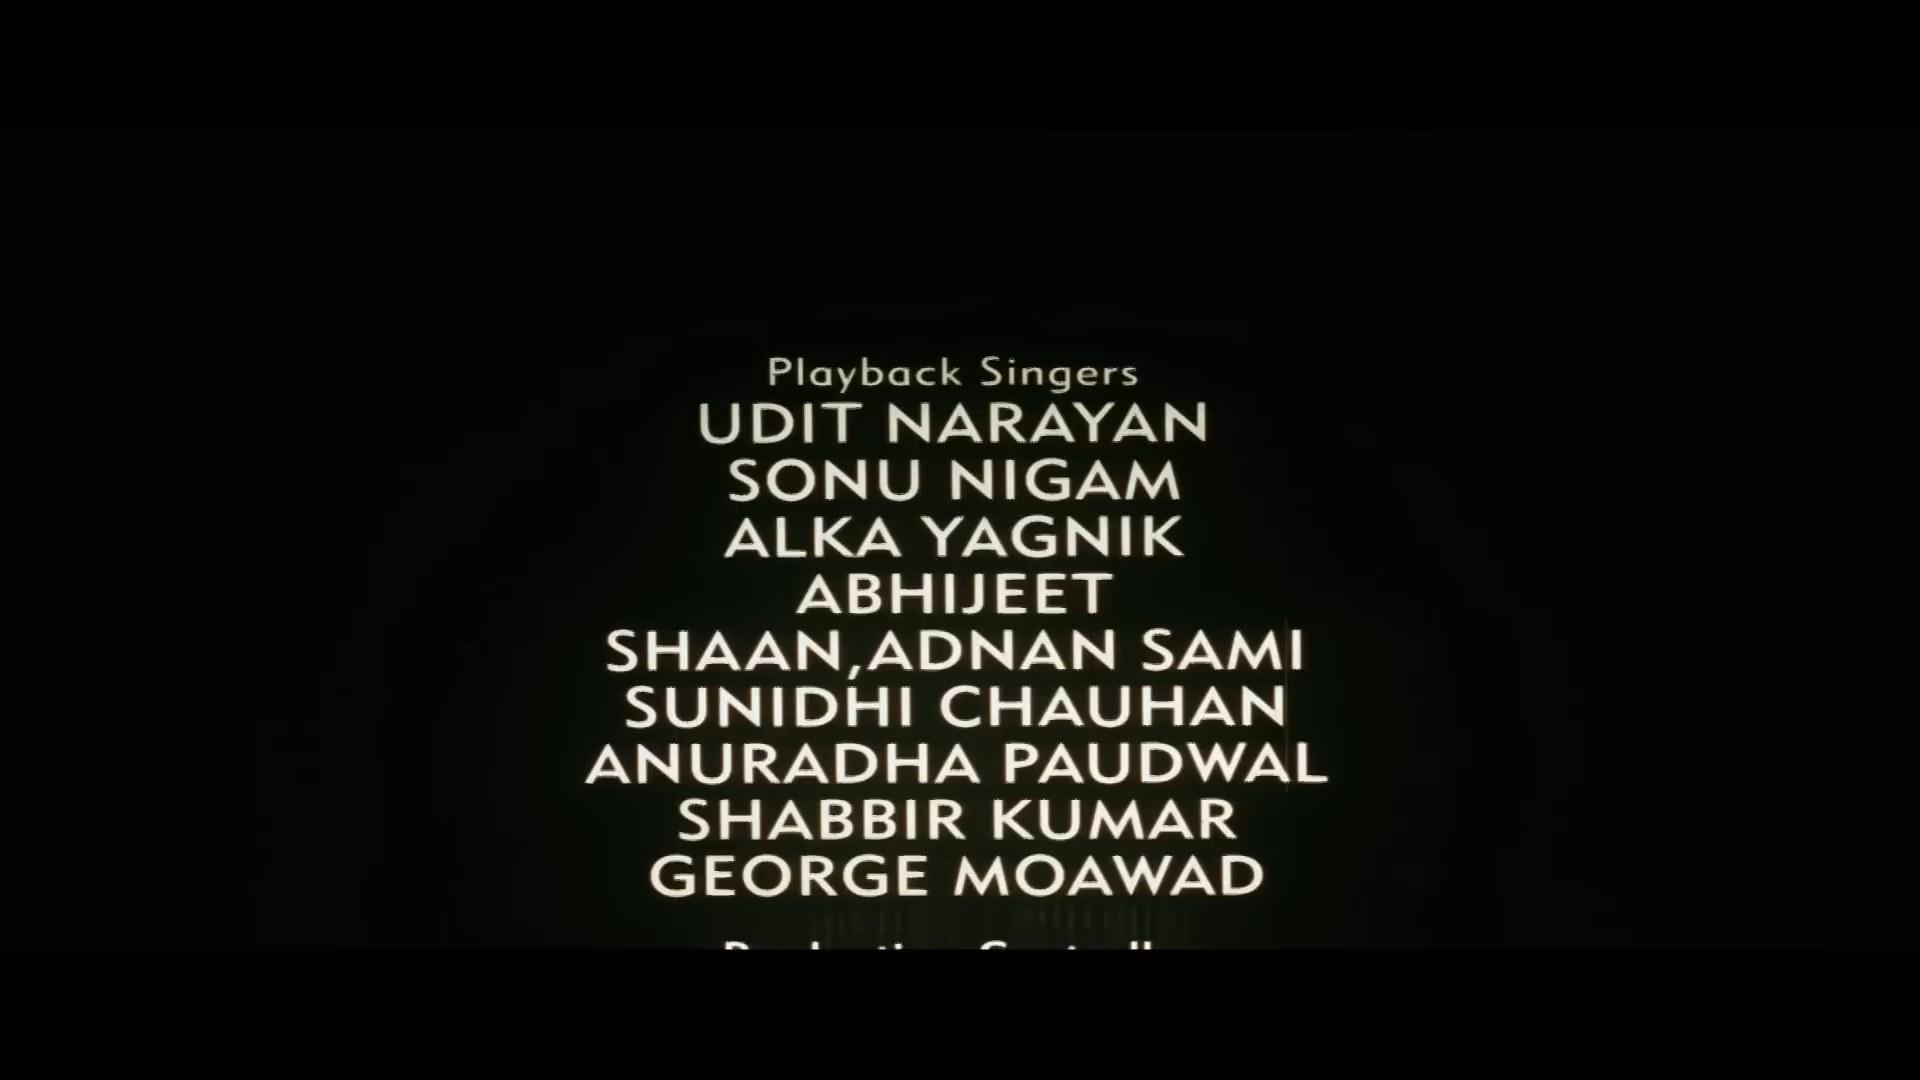 Playback Singers
UDIT NARAYAN
SONU NIGAM
ALKA YAGNIK
ABHIJEET
SHAAN,ADNAN SAMI
SUNIDHI CHAUHAN
ANURADHA PAUDWAL
SHABBIR KUMAR
GEORGE MOAWAD